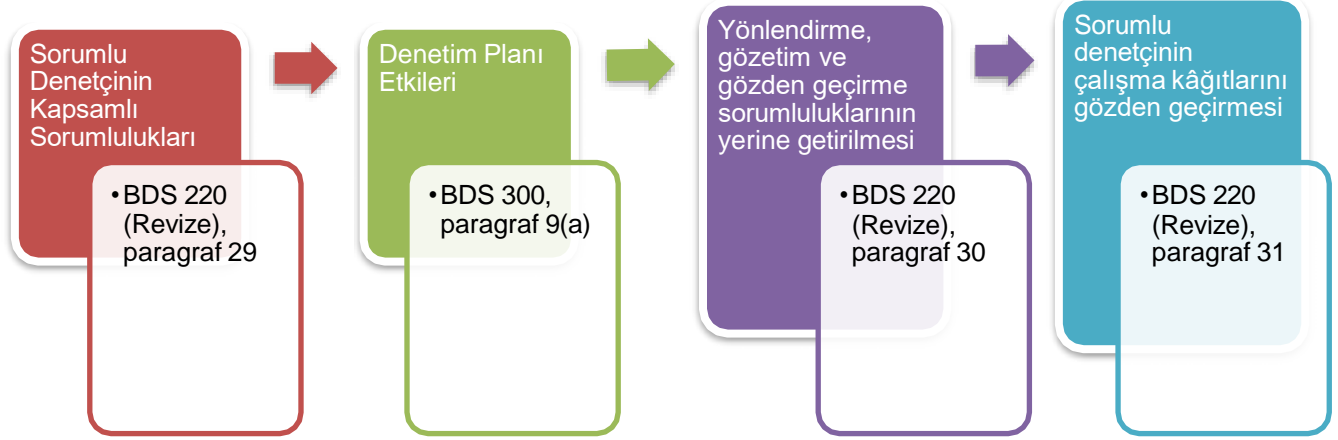 Sorumlu
Denetçinin
Kapsamlı
Sorumlulukları
•BDS 220
(Revize),
paragraf 29
Denetim Planı
Etkileri
•BDS 300,
paragraf 9(a)
Yönlendirme,
gözetim ve
gözden geçirme
sorumluluklarının
yerine getirilmesi
•BDS 220
(Revize),
paragraf 30
Sorumlu
denetçinin
çalışma kâğıtlarını
gözden geçirmesi
•BDS 220
(Revize),
paragraf 31